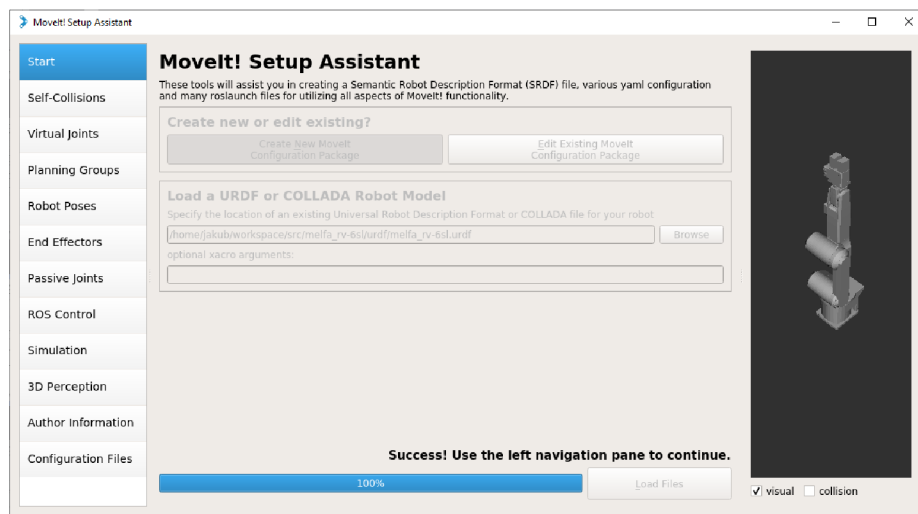 MoveIt! Setup Assistant
Start
Self-Collisions
Virtual Joints
Planning Groups
Robot Poses
End Effectors
Passive Joints
ROS Control
Simulation
3D Perception
Author Information
Configuration Files
MoveIt! Setup Assistant
These tools will assist you in creating a Semantic Robot Description Format (SRDF) file, various yaml configuration
and many roslaunch files for utilizing all aspects of MoveIt! functionality.
Create new or edit existing?
Create New MoveIt
Configuration Package
Edit Existing MoveIt
Configuration Package
Load a URDF or COLLADA Robot Model
Specify the location of an existing Universal Robot Description Format or COLLADA file for your robot
/home/jakub/workspace/src/melfa_rv-6sl/urdf/melfa_rv-6sl.urdf
Browse
optional xacro arguments:
Success! Use the left navigation pane to continue.
100%
Load Files
visual
collision